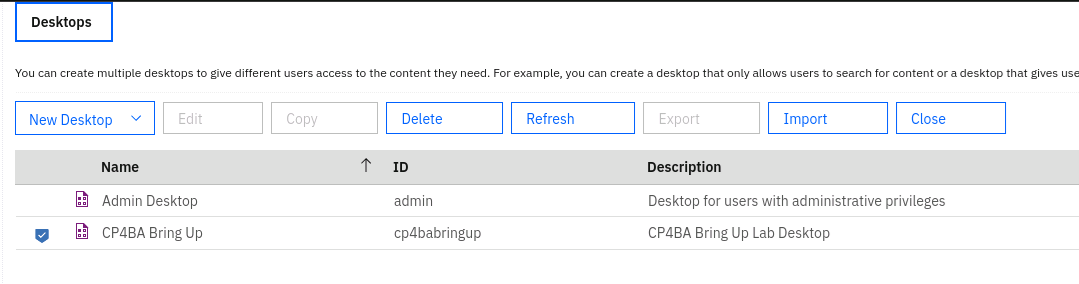 Desktops
You can create multiple desktops to give different users access to the content they need. For example, you can create a desktop that only allows users to search for content or a desktop that gives use
New Desktop Edit Copy Delete Refresh Export Import Close
Name ID Description
Admin Desktop admin Desktop for users with administrative privileges
CP4BA Bring Up cp4babringup CP4BA Bring Up Lab Desktop